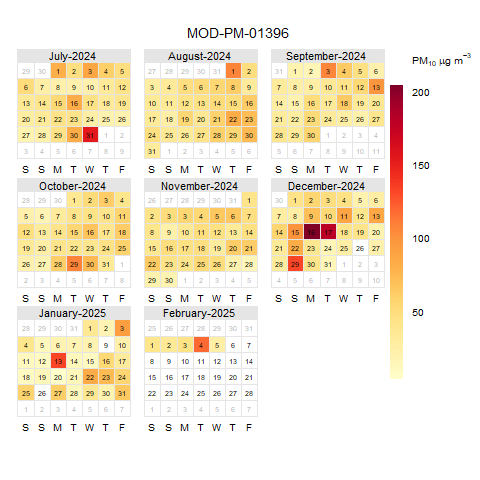 MOD-PM-01396
July-2024
29 30 1 2 3 4 5
6 7 8 9 10 11 12
13 14 15 16 17 18 19
20 21 22 23 24 25 26
27 28 29 30 31 1 2
3 4 5 6 7 8 9
S S M T W T F
August-2024
27 28 29 30 31 1 2
3 4 5 6 7 8 9
10 11 12 13 14 15 16
17 18 19 20 21 22 23
24 25 26 27 28 29 30
31 1 2 3 4 5 6
S S M T W T F
September-2024
31 1 2 3 4 5 6
7 8 9 10 11 12 13
14 15 16 17 18 19 20
21 22 23 24 25 26 27
28 29 30 1 2 3 4
5 6 7 8 9 10 11
S S M T W T F
October-2024
28 29 30 1 2 3 4
5 6 7 8 9 10 11
12 13 14 15 16 17 18
19 20 21 22 23 24 25
26 27 28 29 30 31 1
2 3 4 5 6 7 8
S S M T W T F
November-2024
26 27 28 29 30 31 1
2 3 4 5 6 7 8
9 10 11 12 13 14 15
16 17 18 19 20 21 22
23 24 25 26 27 28 29
30 1 2 3 4 5 6
S S M T W T F
December-2024
30 1 2 3 4 5 6
7 8 9 10 11 12 13
14 15 16 17 18 19 20
21 22 23 24 25 26 27
28 29 30 31 1 2 3
4 5 6 7 8 9 10
S S M T W T F
January-2025
28 29 30 31 1 2 3
4 5 6 7 8 9 10
11 12 13 14 15 16 17
18 19 20 21 22 23 24
25 26 27 28 29 30 31
1 2 3 4 5 6 7
S S M T W T F
February-2025
25 26 27 28 29 30 31
1 2 3 4 5 6 7
8 9 10 11 12 13 14
15 16 17 18 19 20 21
22 23 24 25 26 27 28
1 2 3 4 5 6 7
S S M T W T F
PM₁₀ µg m⁻³
200
150
100
50